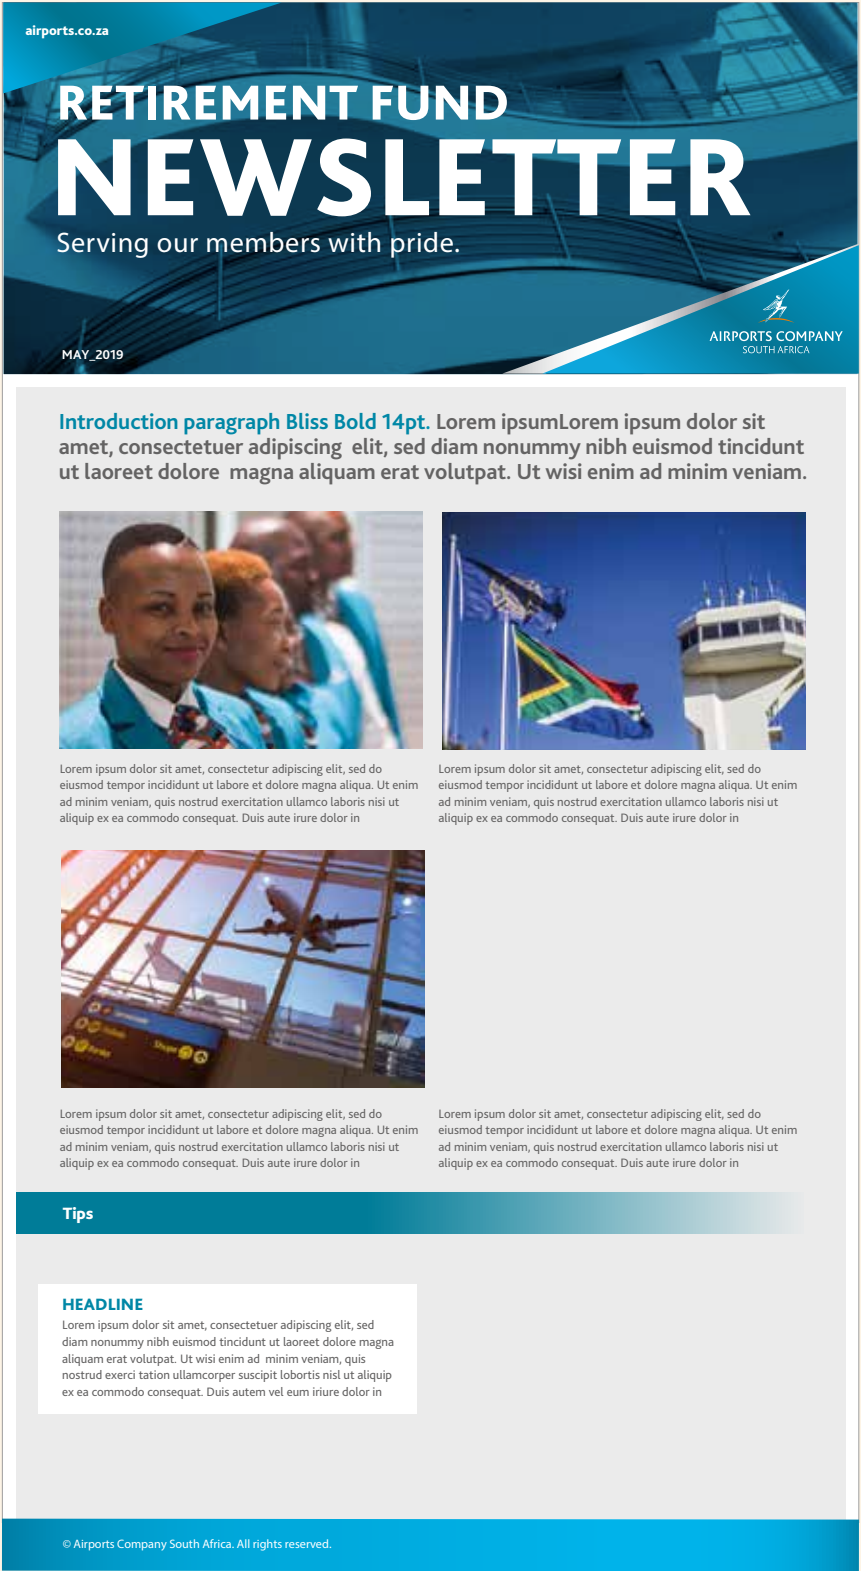 airports.co.za
RETIREMENT FUND
NEWSLETTER
Serving our members with pride.
AIRPORTS COMPANY
SOUTH AFRICA
MAY_2019
Introduction paragraph Bliss Bold 14pt. Lorem ipsumLorem ipsum dolor sit
amet, consectetuer adipiscing  elit, sed diam nonummy nibh euismod tincidunt
ut laoreet dolore  magna aliquam erat volutpat. Ut wisi enim ad minim veniam.
Lorem ipsum dolor sit amet, consectetur adipiscing elit, sed do
eiusmod tempor incididunt ut labore et dolore magna aliqua. Ut enim
ad minim veniam, quis nostrud exercitation ullamco laboris nisi ut
aliquip ex ea commodo consequat. Duis aute irure dolor in
Lorem ipsum dolor sit amet, consectetur adipiscing elit, sed do
eiusmod tempor incididunt ut labore et dolore magna aliqua. Ut enim
ad minim veniam, quis nostrud exercitation ullamco laboris nisi ut
aliquip ex ea commodo consequat. Duis aute irure dolor in
Lorem ipsum dolor sit amet, consectetur adipiscing elit, sed do
eiusmod tempor incididunt ut labore et dolore magna aliqua. Ut enim
ad minim veniam, quis nostrud exercitation ullamco laboris nisi ut
aliquip ex ea commodo consequat. Duis aute irure dolor in
Lorem ipsum dolor sit amet, consectetur adipiscing elit, sed do
eiusmod tempor incididunt ut labore et dolore magna aliqua. Ut enim
ad minim veniam, quis nostrud exercitation ullamco laboris nisi ut
aliquip ex ea commodo consequat. Duis aute irure dolor in
Tips
HEADLINE
Lorem ipsum dolor sit amet, consectetuer adipiscing elit, sed
diam nonummy nibh euismod tincidunt ut laoreet dolore magna
aliquam erat volutpat. Ut wisi enim ad  minim veniam, quis
nostrud exerci tation ullamcorper suscipit lobortis nisl ut aliquip
ex ea commodo consequat. Duis autem vel eum iriure dolor in
© Airports Company South Africa. All rights reserved.